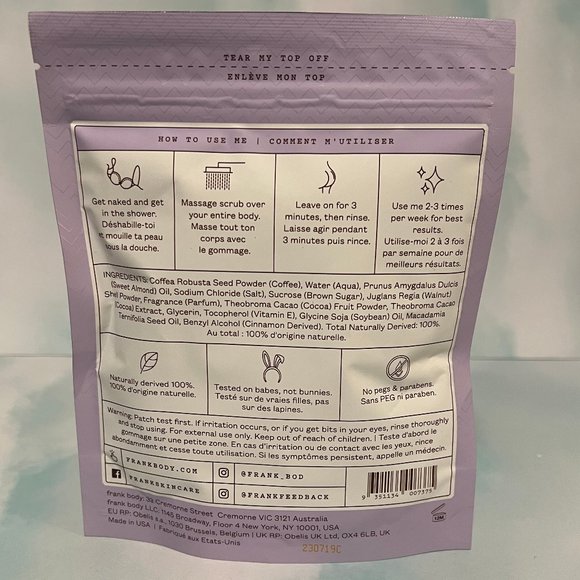 TEAR MY TOP OFF
ENLÈVE MON TOP
HOW TO USE ME | COMMENT M'UTILISER
Get naked and get
in the shower.
Déshabille-toi
et mouille ta peau
sous la douche.
Massage scrub over
your entire body.
Masse tout ton
corps avec
le gommage.
Leave on for 3
minutes, then rinse.
Laisse agir pendant
3 minutes puis rince.
Use me 2-3 times
per week for best
results.
Utilise-moi 2 à 3 fois
par semaine pour de
meilleurs résultats.
INGREDIENTS: Coffea Robusta Seed Powder (Coffee), Water (Aqua), Prunus Amygdalus Dulcis
(Sweet Almond) Oil, Sodium Chloride (Salt), Sucrose (Brown Sugar), Juglans Regia (Walnut)
Shell Powder, Fragrance (Parfum), Theobroma Cacao (Cocoa) Fruit Powder, Theobroma Cacao
(Cocoa) Extract, Glycerin, Tocopherol (Vitamin E), Glycine Soja (Soybean) Oil, Macadamia
Ternifolia Seed Oil, Benzyl Alcohol (Cinnamon Derived). Total Naturally Derived: 100%.
Au total : 100% d'origine naturelle.
Naturally derived 100%.
100% d'origine naturelle.
Tested on babes, not bunnies.
Testé sur de vraies filles, pas
sur des lapines.
No pegs & parabens.
Sans PEG ni paraben.
Warning: Patch test first. If irritation occurs, or if you get bits in your eyes, rinse thoroughly
and stop using. For external use only. Keep out of reach of children. | Teste d'abord le
gommage sur une petite zone. En cas d'irritation ou de contact avec les yeux, rince
abondamment et cesse toute utilisation. Si les symptômes persistent, appelle un médecin.
FRANKBODY.COM
@FRANK_BOD
FRANKSKINCARE
@FRANKFEEDBACK
9 351134 007375
frank body: 39 Cremorne Street Cremorne VIC 3121 Australia
frank body LLC: 1145 Broadway, Floor 4 New York, NY 10001, USA
EU RP: Obelis s.a., 1030 Brussels, Belgium | UK RP: Obelis UK Ltd, OX4 6LB, UK
Made in USA | Fabriqué aux Etats-Unis
12M
230719C